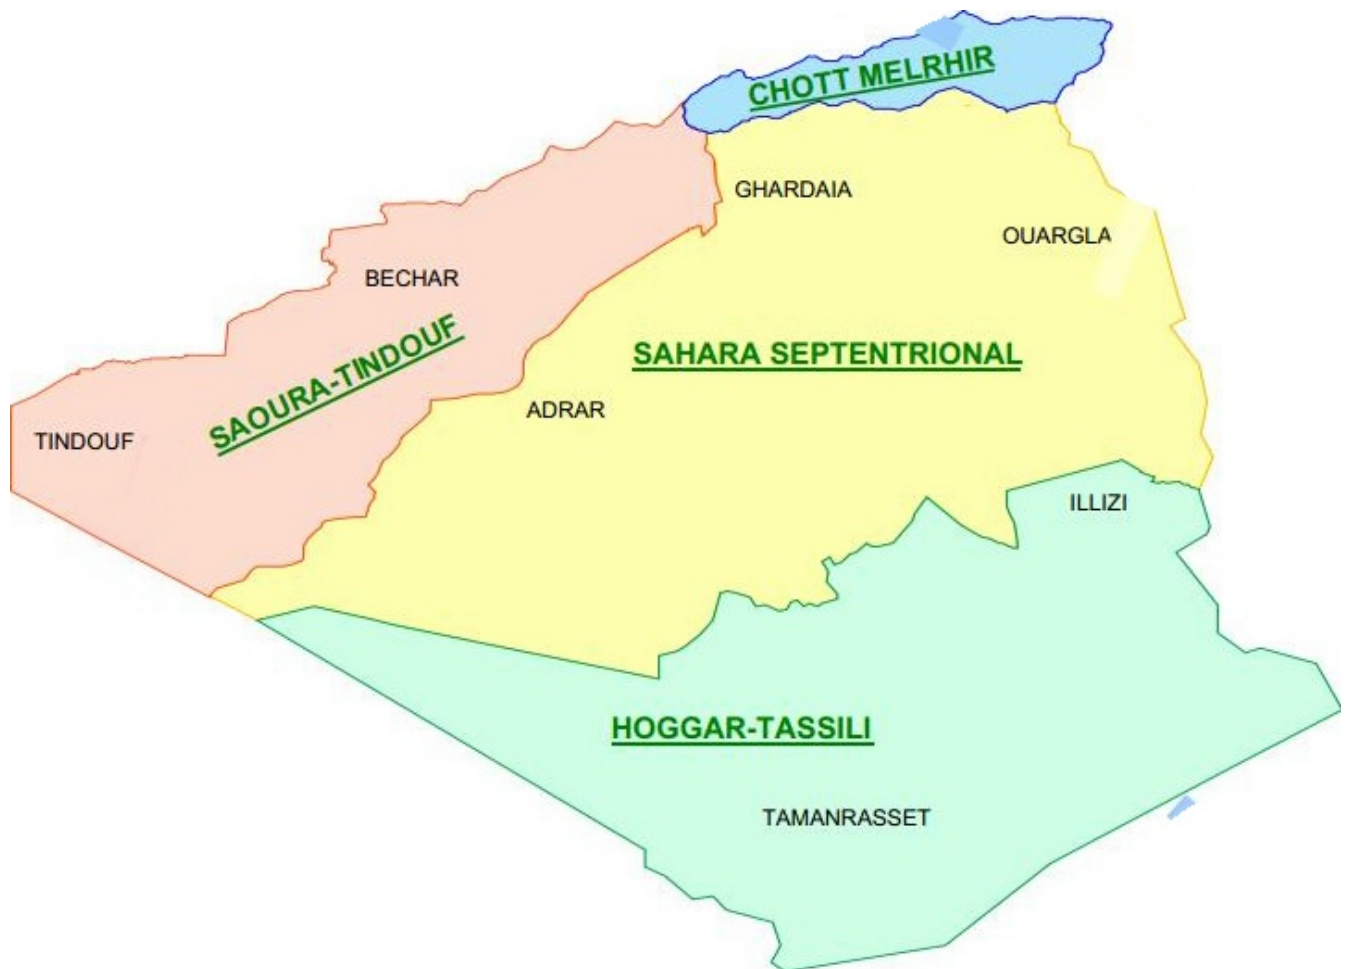 CHOTT MELRHIR
GHARDAIA
OUARGLA
BECHAR
SAOURA-TINDOUF
SAHARA SEPTENTRIONAL
ADRAR
TINDOUF
ILLIZI
HOGGAR-TASSILI
TAMANRASSET